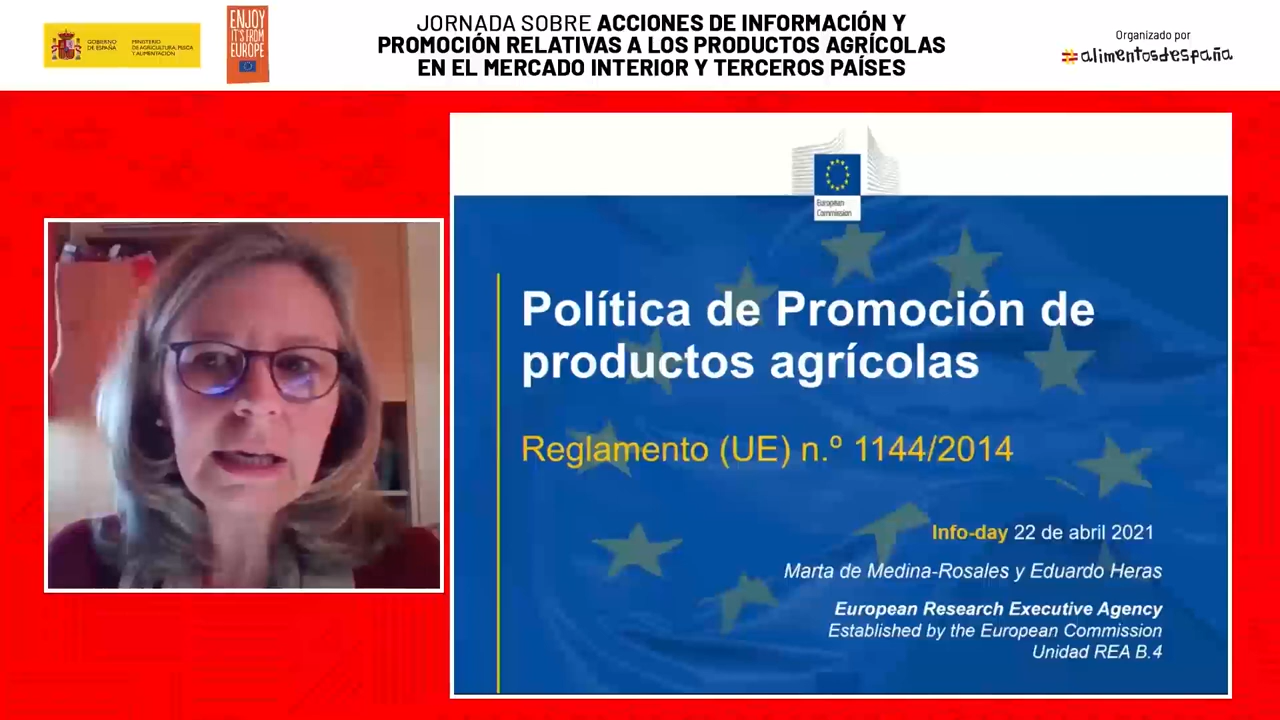 GOBIERNO
DE ESPAÑA
MINISTERIO
DE AGRICULTURA, PESCA
Y ALIMENTACIÓN
ENJOY
IT'S FROM
EUROPE
JORNADA SOBRE ACCIONES DE INFORMACIÓN Y
PROMOCIÓN RELATIVAS A LOS PRODUCTOS AGRÍCOLAS
EN EL MERCADO INTERIOR Y TERCEROS PAÍSES
Organizado por
#alimentosdespaña
European
Commission
Política de Promoción de
productos agrícolas
Reglamento (UE) n.º 1144/2014
Info-day 22 de abril 2021
Marta de Medina-Rosales y Eduardo Heras
European Research Executive Agency
Established by the European Commission
Unidad REA B.4